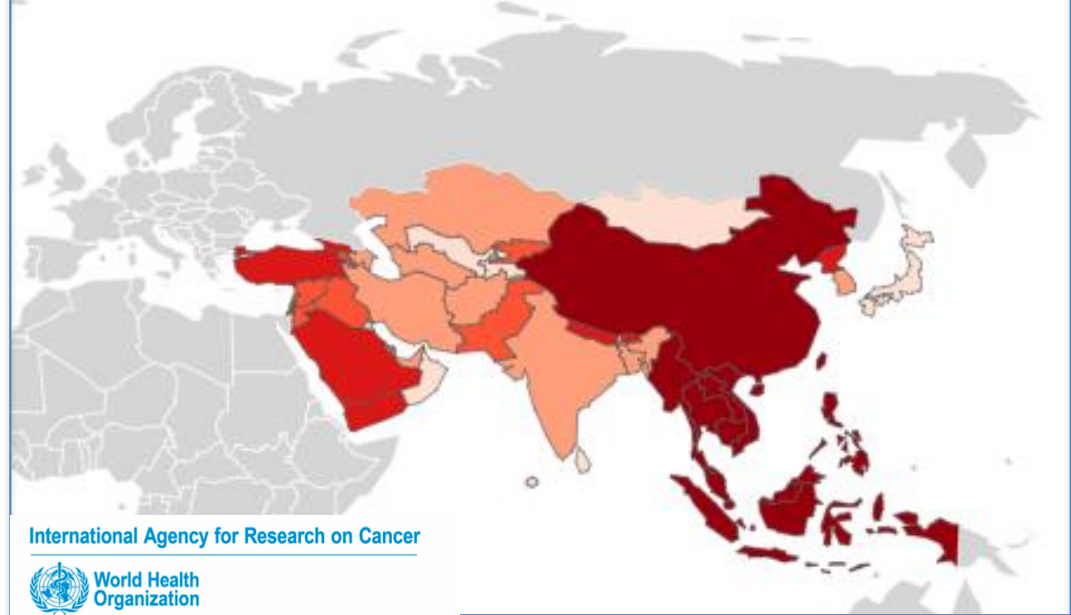 International Agency for Research on Cancer
World Health
Organization